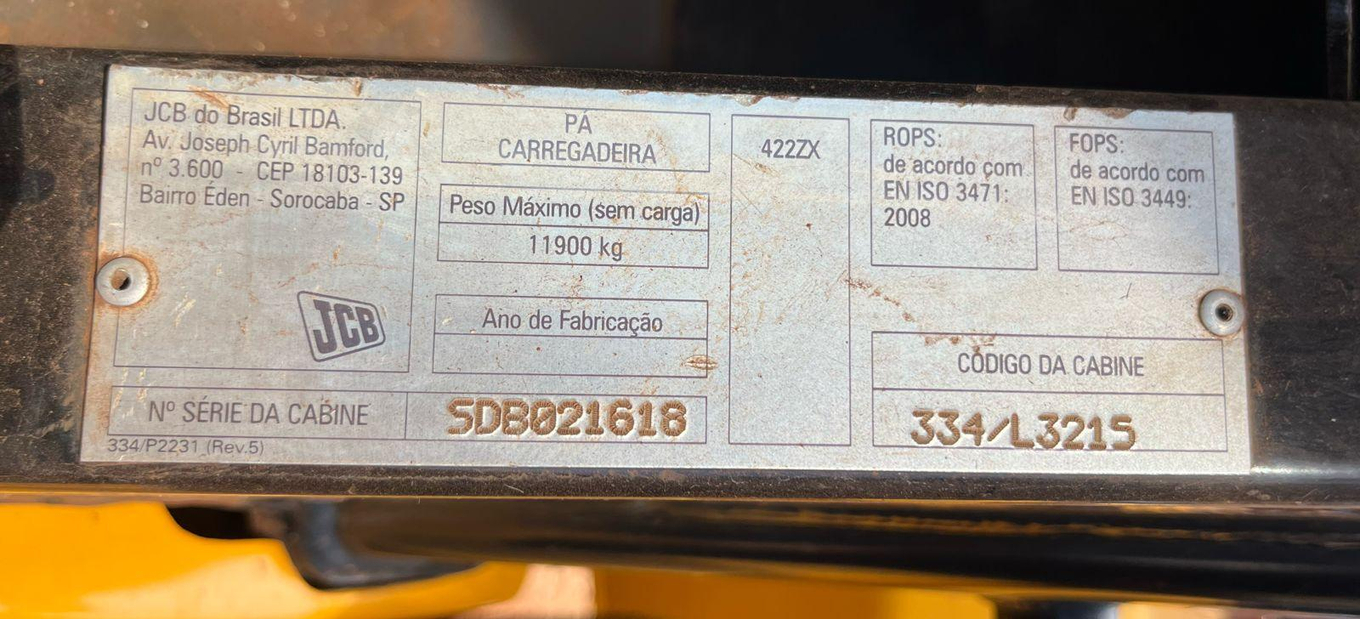 JCB do Brasil LTDA.
Av. Joseph Cyril Bamford,
nº 3.600 - CEP 18103-139
Bairro Éden - Sorocaba - SP
JCB
PÁ
CARREGADEIRA
Peso Máximo (sem carga)
11900 kg
Ano de Fabricação
422ZX
ROPS:
de acordo com
EN ISO 3471:
2008
FOPS:
de acordo com
EN ISO 3449:
CÓDIGO DA CABINE
334/L3215
Nº SÉRIE DA CABINE
SDB021618
334/P2231 (Rev.5)